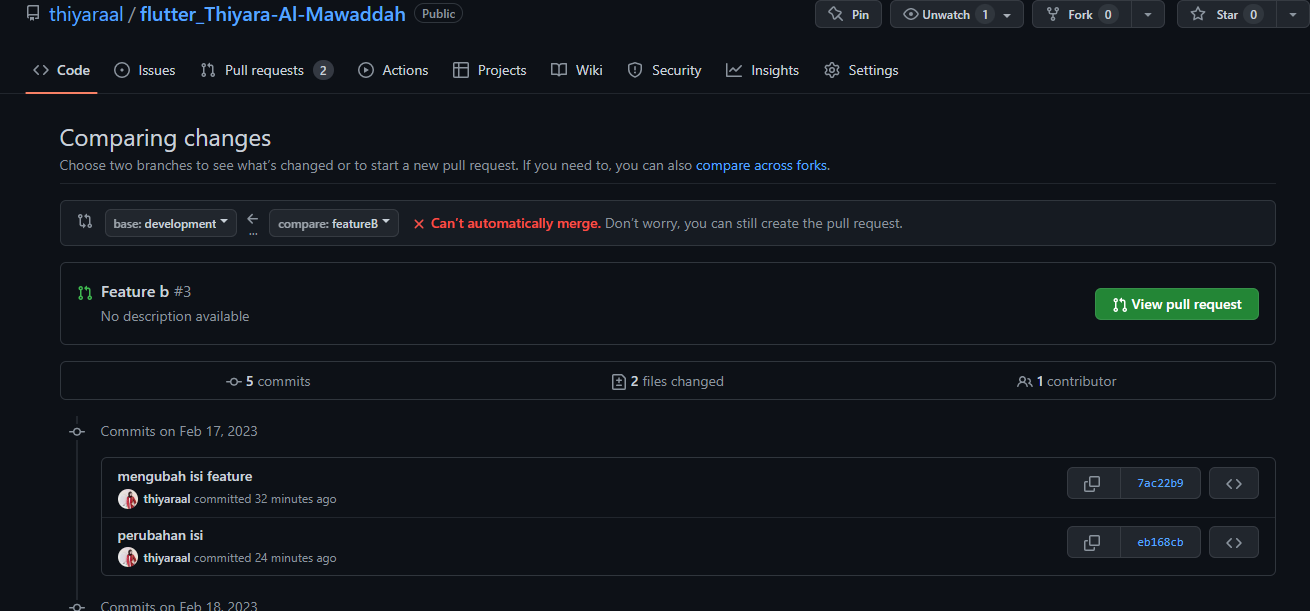 thiyaraal / flutter_Thiyara-Al-Mawaddah Public Pin Unwatch 1 Fork 0 Star 0
Code Issues Pull requests 2 Actions Projects Wiki Security Insights Settings
Comparing changes
Choose two branches to see what's changed or to start a new pull request. If you need to, you can also compare across forks.
base: development ← ... compare: featureB × Can't automatically merge. Don't worry, you can still create the pull request.
Feature b #3
No description available
View pull request
5 commits 2 files changed 1 contributor
Commits on Feb 17, 2023
mengubah isi feature
thiyaraal committed 32 minutes ago
7ac22b9
perubahan isi
thiyaraal committed 24 minutes ago
eb168cb
Commits on Feb 18, 2023